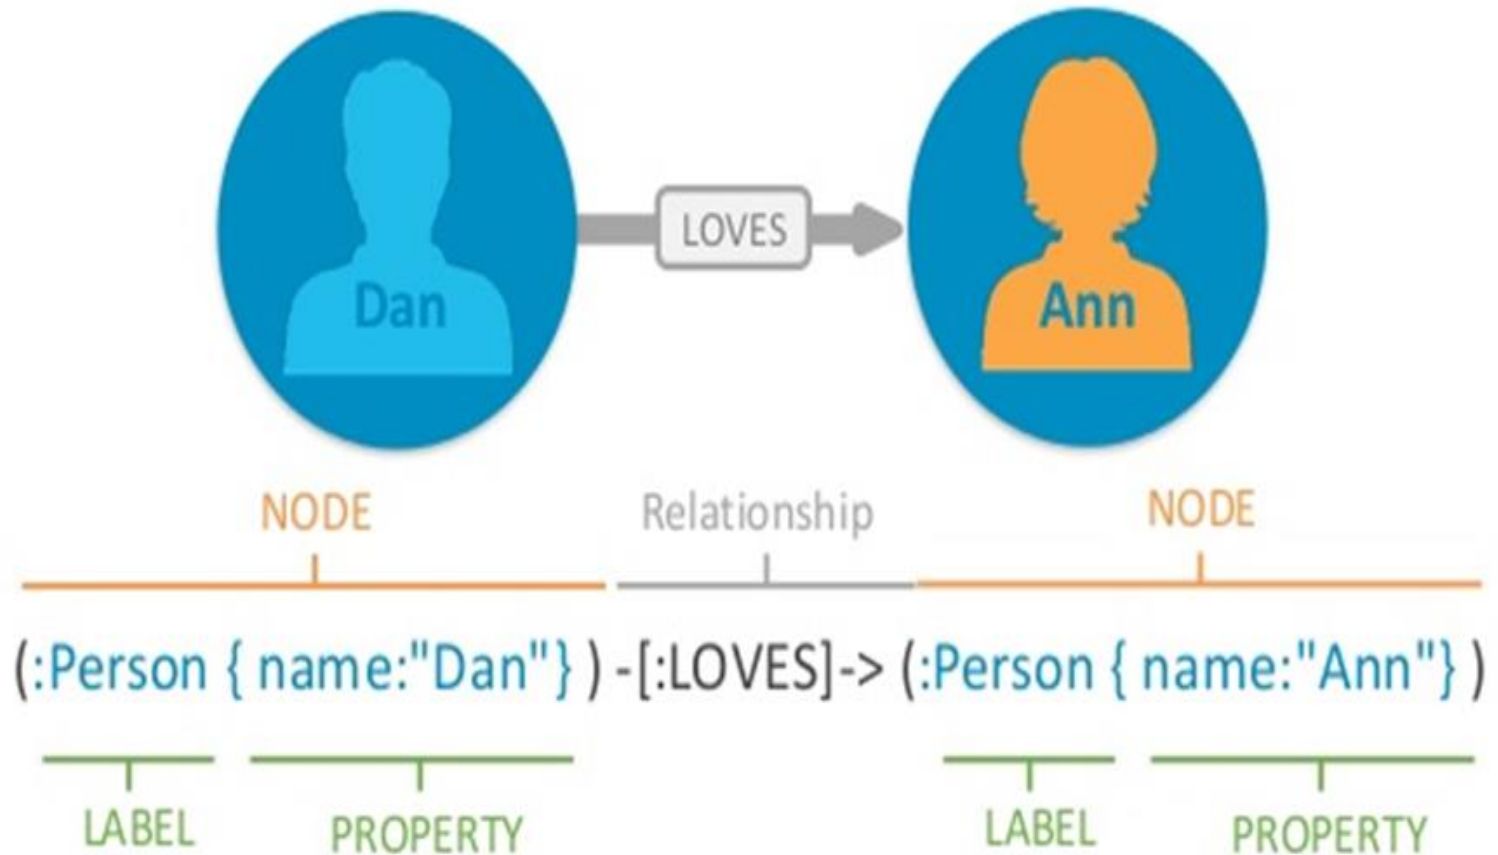 Dan
LOVES
Ann
NODE Relationship NODE
(:Person { name:"Dan"} ) -[:LOVES]-> (:Person { name:"Ann"} )
LABEL PROPERTY LABEL PROPERTY